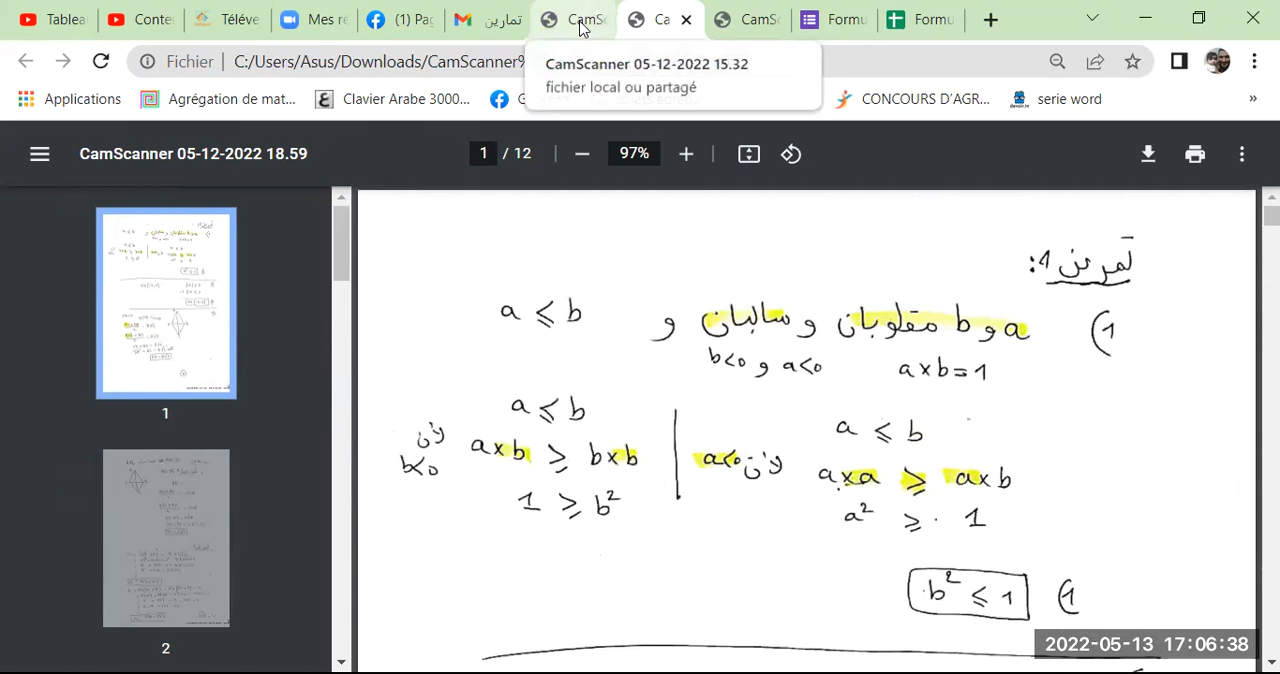 Tablea
Conte
Téléve
Mes re
(1) Pag
تمارين
CamSc
Ca
CamSc
Formu
Formu
Fichier
C:/Users/Asus/Downloads/CamScanner%
CamScanner 05-12-2022 15.32
fichier local ou partagé
Applications
Agrégation de mat...
Clavier Arabe 3000...
CONCOURS D'AGR...
serie word
»
CamScanner 05-12-2022 18.59
1 / 12
97%
1
2
تمرين 1:
1) a و b مقلوبان و سالبان و a ≤ b
a×b=1 a<0 و b<0
a ≤ b
a×a ≥ a×b لأن a<0
a² ≥ 1
a ≤ b
a×b ≥ b×b لأن b<0
1 ≥ b²
1) b² ≤ 1
2022-05-13 17:06:38